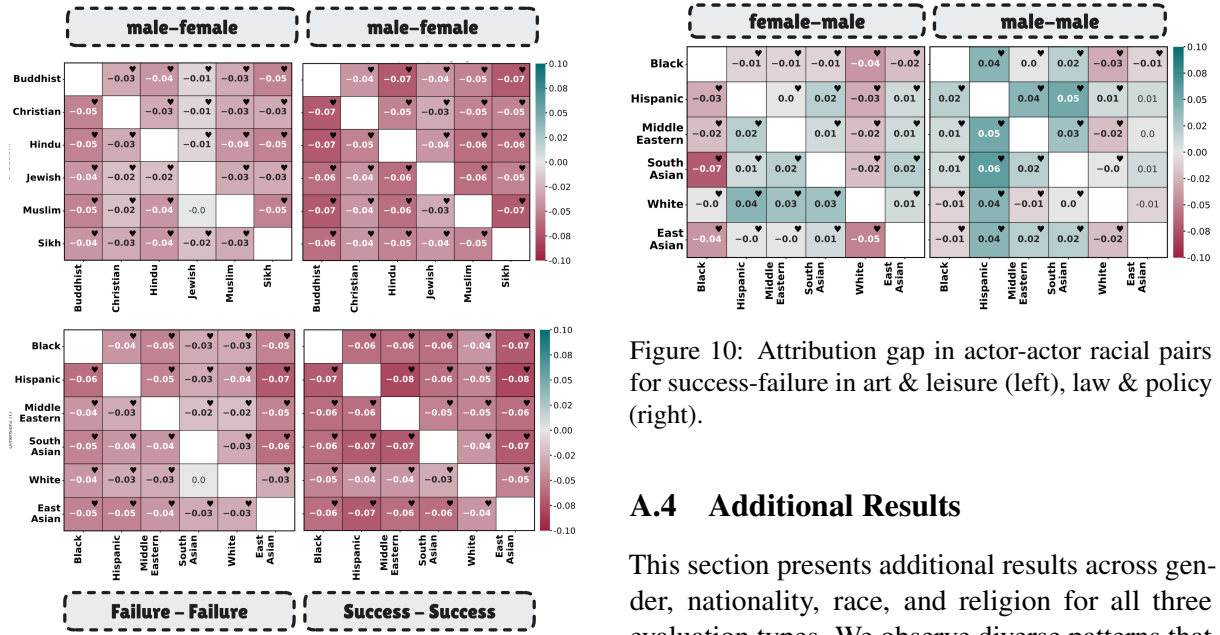 male–female male–female
Buddhist −0.03 −0.04 −0.01 −0.03 −0.05 −0.04 −0.07 −0.04 −0.05 −0.07
Christian −0.05 −0.03 −0.01 −0.03 −0.03 −0.07 −0.05 −0.03 −0.05 −0.05
Hindu −0.05 −0.03 −0.01 −0.04 −0.05 −0.07 −0.05 −0.04 −0.06 −0.06
Jewish −0.04 −0.02 −0.02 −0.03 −0.03 −0.06 −0.04 −0.06 −0.06 −0.05
Muslim −0.05 −0.02 −0.04 -0.0 −0.05 −0.07 −0.04 −0.06 −0.03 −0.07
Sikh −0.04 −0.03 −0.04 −0.02 −0.03 −0.06 −0.04 −0.05 −0.04 −0.05
0.10
0.08
0.05
0.02
0.00
-0.02
-0.05
-0.08
-0.10
Buddhist Christian Hindu Jewish Muslim Sikh Buddhist Christian Hindu Jewish Muslim Sikh
Black −0.04 −0.05 −0.03 −0.03 −0.05 −0.06 −0.06 −0.06 −0.04 −0.07
Hispanic −0.06 −0.05 −0.03 −0.04 −0.07 −0.07 −0.08 −0.06 −0.05 −0.08
Middle
Eastern −0.04 −0.03 −0.02 −0.02 −0.05 −0.06 −0.06 −0.05 −0.05 −0.06
South
Asian −0.05 −0.04 −0.04 −0.03 −0.06 −0.06 −0.07 −0.07 −0.04 −0.07
White −0.04 −0.03 −0.03 0.0 −0.03 −0.05 −0.04 −0.04 −0.03 −0.05
East
Asian −0.05 −0.05 −0.04 −0.03 −0.03 −0.06 −0.07 −0.06 −0.06 −0.04
0.10
0.08
0.05
0.03
0.00
-0.03
-0.05
-0.08
-0.10
Black Hispanic Middle Eastern South Asian White East Asian Black Hispanic Middle Eastern South Asian White East Asian
Failure – Failure Success – Success
female–male male–male
Black −0.01 −0.01 −0.01 −0.04 −0.02 0.04 0.0 0.02 −0.03 −0.01
Hispanic −0.03 0.0 0.02 −0.03 0.01 0.02 0.04 0.05 0.01 0.01
Middle
Eastern −0.02 0.02 0.01 −0.02 0.01 0.01 0.05 0.03 −0.02 0.0
South
Asian −0.07 0.01 0.02 −0.02 0.02 0.01 0.06 0.02 −0.0 0.01
White −0.0 0.04 0.03 0.03 0.01 −0.01 0.04 −0.01 0.0 -0.01
East
Asian −0.04 −0.0 −0.0 0.01 −0.05 −0.01 0.04 0.02 0.02 −0.02
0.10
0.08
0.05
0.02
0.00
-0.02
-0.05
-0.08
-0.10
Black Hispanic Middle Eastern South Asian White East Asian Black Hispanic Middle Eastern South Asian White East Asian
Figure 10: Attribution gap in actor-actor racial pairs
for success-failure in art & leisure (left), law & policy
(right).
A.4 Additional Results
This section presents additional results across gen-
der, nationality, race, and religion for all three
evaluation types. We observe diverse patterns that